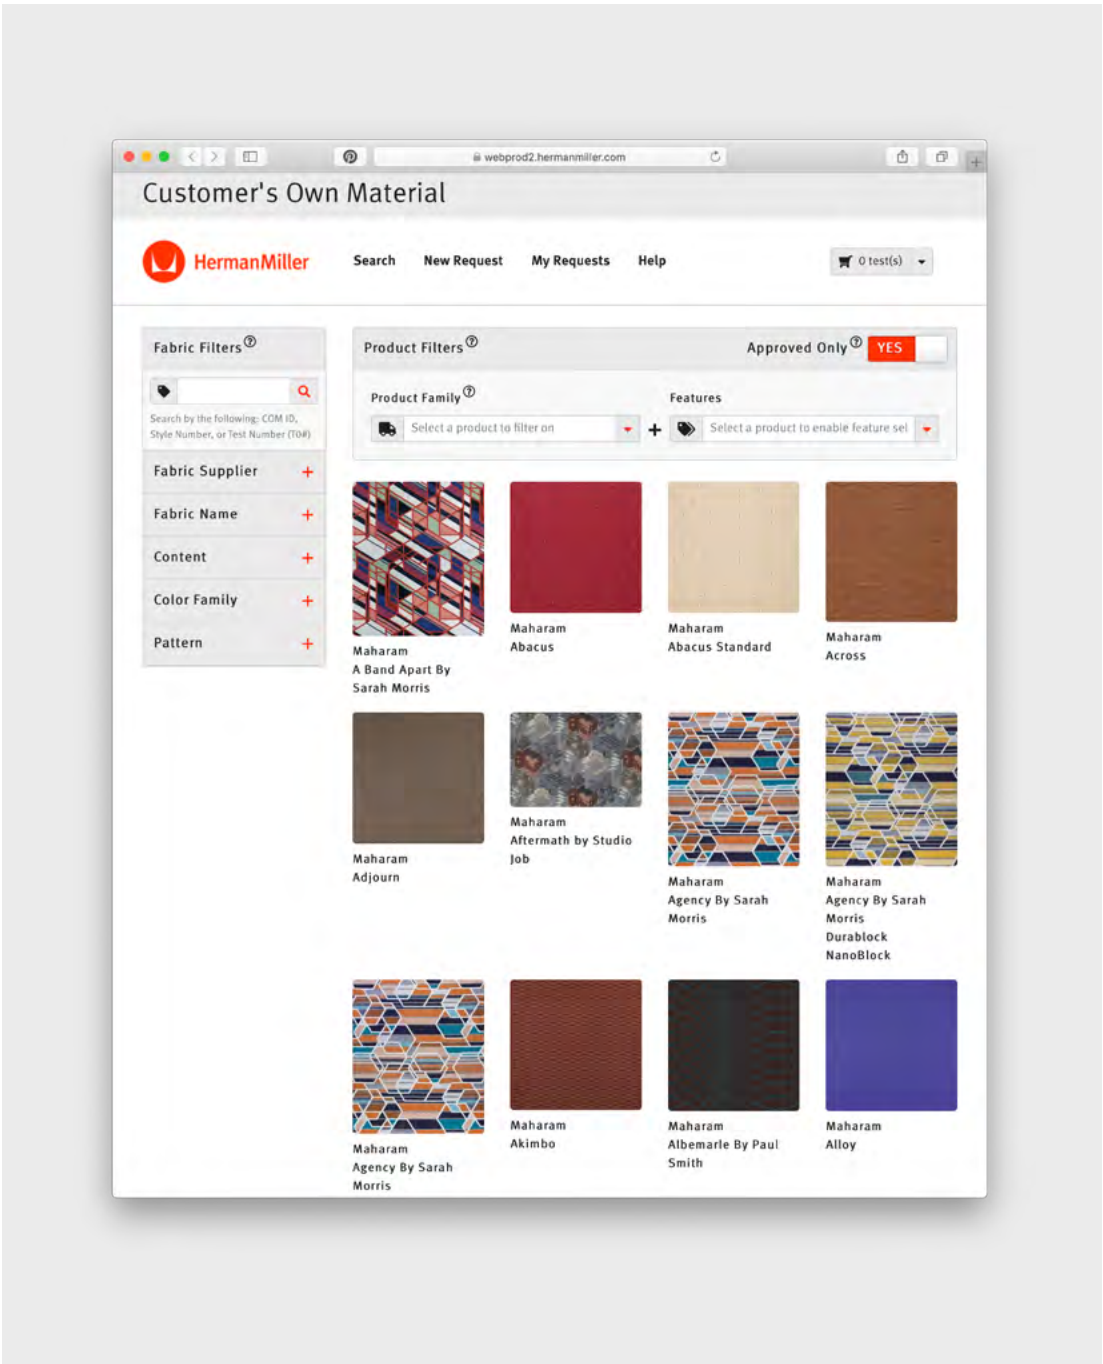 webprod2.hermanmiller.com
Customer's Own Material
HermanMiller
Search
New Request
My Requests
Help
0 test(s)
Fabric Filters
Search by the following: COM ID,
Style Number, or Test Number (T0#)
Fabric Supplier
Fabric Name
Content
Color Family
Pattern
Product Filters
Approved Only
YES
Product Family
Select a product to filter on
Features
Select a product to enable feature sel
Maharam
A Band Apart By
Sarah Morris
Maharam
Abacus
Maharam
Abacus Standard
Maharam
Across
Maharam
Adjourn
Maharam
Aftermath by Studio
Job
Maharam
Agency By Sarah
Morris
Maharam
Agency By Sarah
Morris
Durablock
NanoBlock
Maharam
Agency By Sarah
Morris
Maharam
Akimbo
Maharam
Albemarle By Paul
Smith
Maharam
Alloy